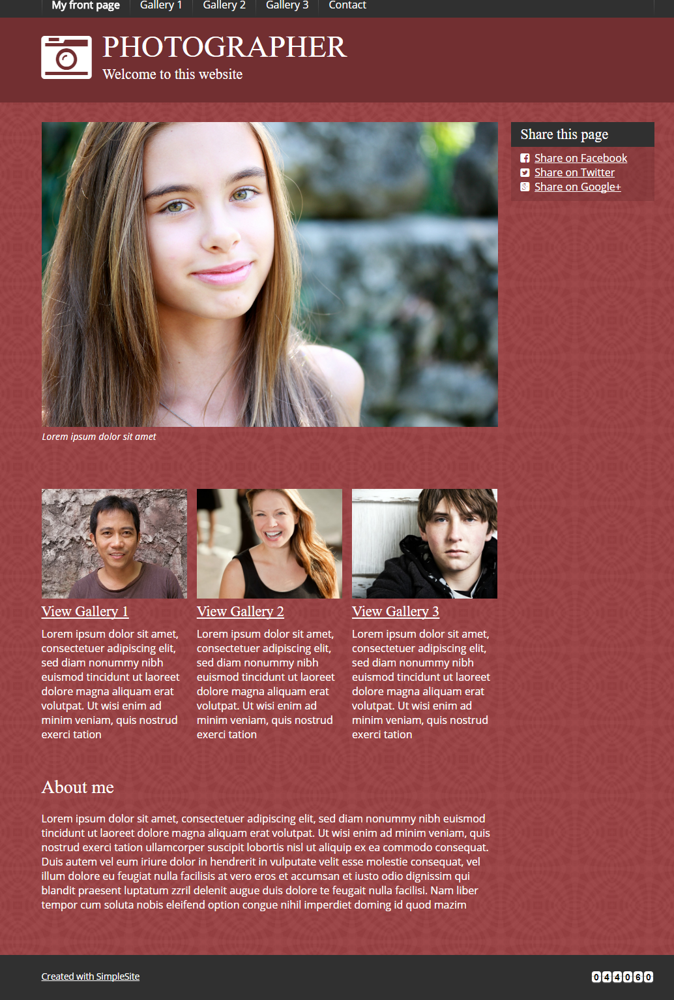 My front page
Gallery 1
Gallery 2
Gallery 3
Contact
PHOTOGRAPHER
Welcome to this website
Share this page
Share on Facebook
Share on Twitter
Share on Google+
Lorem ipsum dolor sit amet
View Gallery 1
Lorem ipsum dolor sit amet,
consectetuer adipiscing elit,
sed diam nonummy nibh
euismod tincidunt ut laoreet
dolore magna aliquam erat
volutpat. Ut wisi enim ad
minim veniam, quis nostrud
exerci tation
View Gallery 2
Lorem ipsum dolor sit amet,
consectetuer adipiscing elit,
sed diam nonummy nibh
euismod tincidunt ut laoreet
dolore magna aliquam erat
volutpat. Ut wisi enim ad
minim veniam, quis nostrud
exerci tation
View Gallery 3
Lorem ipsum dolor sit amet,
consectetuer adipiscing elit,
sed diam nonummy nibh
euismod tincidunt ut laoreet
dolore magna aliquam erat
volutpat. Ut wisi enim ad
minim veniam, quis nostrud
exerci tation
About me
Lorem ipsum dolor sit amet, consectetuer adipiscing elit, sed diam nonummy nibh euismod
tincidunt ut laoreet dolore magna aliquam erat volutpat. Ut wisi enim ad minim veniam, quis
nostrud exerci tation ullamcorper suscipit lobortis nisl ut aliquip ex ea commodo consequat.
Duis autem vel eum iriure dolor in hendrerit in vulputate velit esse molestie consequat, vel
illum dolore eu feugiat nulla facilisis at vero eros et accumsan et iusto odio dignissim qui
blandit praesent luptatum zzril delenit augue duis dolore te feugait nulla facilisi. Nam liber
tempor cum soluta nobis eleifend option congue nihil imperdiet doming id quod mazim
Created with SimpleSite
044060